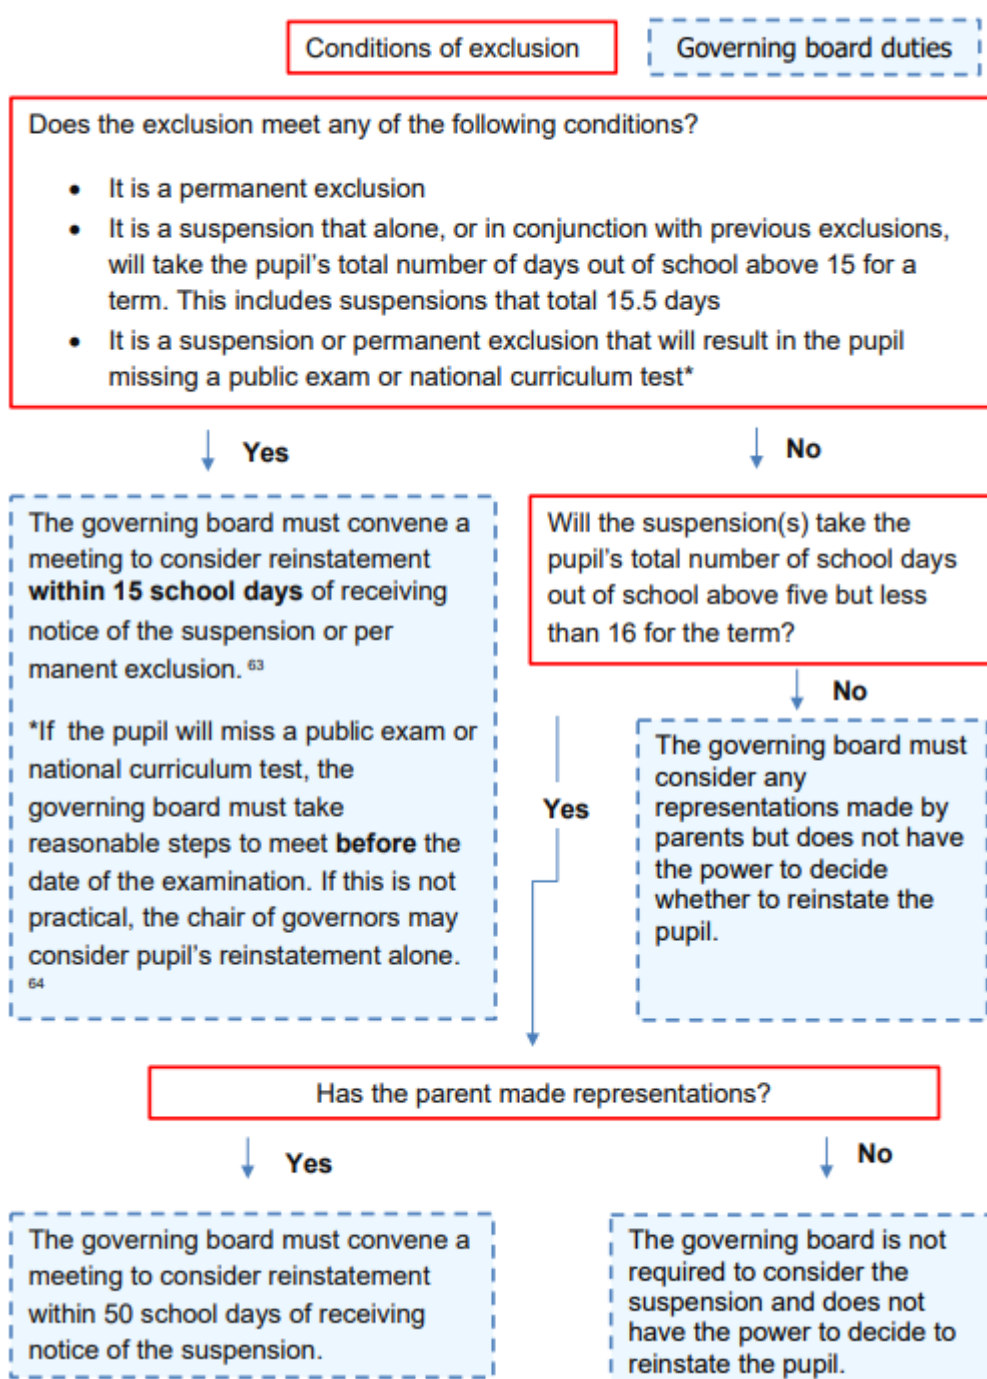 Conditions of exclusion
Governing board duties
Does the exclusion meet any of the following conditions?
• It is a permanent exclusion
• It is a suspension that alone, or in conjunction with previous exclusions,
will take the pupil's total number of days out of school above 15 for a
term. This includes suspensions that total 15.5 days
• It is a suspension or permanent exclusion that will result in the pupil
missing a public exam or national curriculum test*
Yes
No
The governing board must convene a
meeting to consider reinstatement
within 15 school days of receiving
notice of the suspension or per
manent exclusion. 63
*If the pupil will miss a public exam or
national curriculum test, the
governing board must take
reasonable steps to meet before the
date of the examination. If this is not
practical, the chair of governors may
consider pupil's reinstatement alone.
64
Will the suspension(s) take the
pupil's total number of school days
out of school above five but less
than 16 for the term?
No
Yes
The governing board must
consider any
representations made by
parents but does not have
the power to decide
whether to reinstate the
pupil.
Has the parent made representations?
Yes
No
The governing board must convene a
meeting to consider reinstatement
within 50 school days of receiving
notice of the suspension.
The governing board is not
required to consider the
suspension and does not
have the power to decide to
reinstate the pupil.